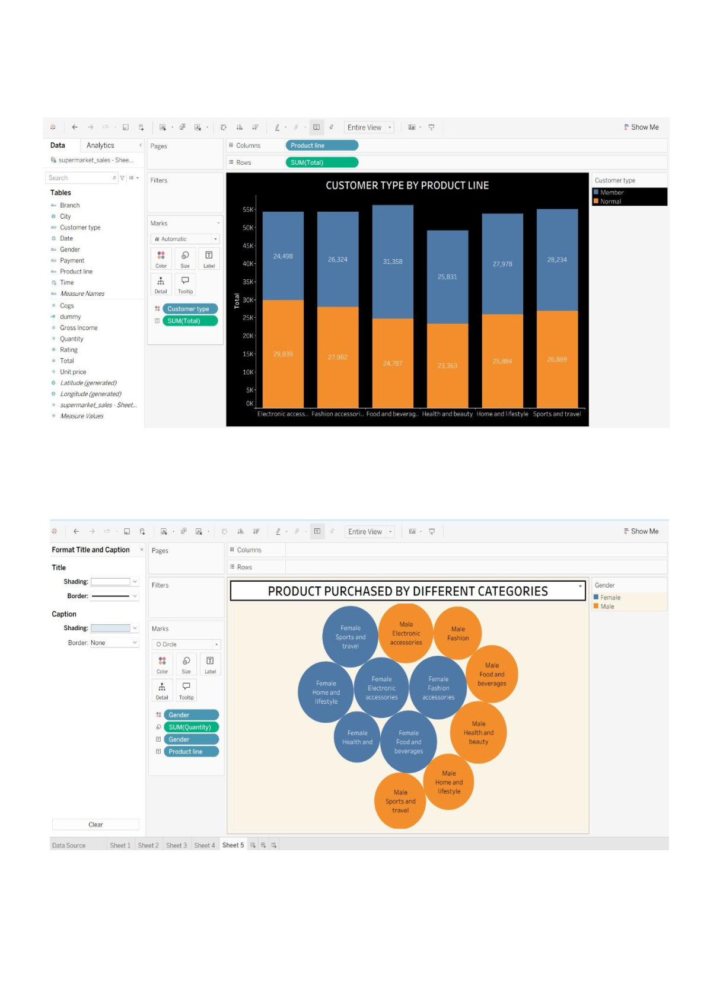 Entire View
Show Me
Data
Analytics
Pages
Columns
Product line
supermarket_sales - Shee...
Rows
SUM(Total)
Search
Filters
CUSTOMER TYPE BY PRODUCT LINE
Customer type
Member
Normal
Tables
Branch
City
Customer type
Date
Gender
Payment
Product line
Time
Measure Names
Cogs
dummy
Gross Income
Quantity
Rating
Total
Unit price
Latitude (generated)
Longitude (generated)
supermarket_sales - Sheet...
Measure Values
Marks
Automatic
Color
Size
Label
Detail
Tooltip
Customer type
SUM(Total)
Total
55K
50K
45K
40K
35K
30K
25K
20K
15K
10K
5K
0K
24,498
26,324
31,358
25,831
27,978
28,234
29,839
27,982
24,787
23,363
25,884
26,889
Electronic access..
Fashion accessori..
Food and beverag..
Health and beauty
Home and lifestyle
Sports and travel
Entire View
Show Me
Format Title and Caption
Pages
Columns
Rows
Title
Shading:
Border:
Caption
Shading:
Border: None
Clear
Filters
Marks
Circle
Color
Size
Label
Detail
Tooltip
Gender
SUM(Quantity)
Gender
Product line
PRODUCT PURCHASED BY DIFFERENT CATEGORIES
Gender
Female
Male
Female
Sports and
travel
Male
Electronic
accessories
Male
Fashion
Male
Food and
beverages
Female
Home and
lifestyle
Female
Electronic
accessories
Female
Fashion
accessories
Female
Health and
Female
Food and
beverages
Male
Health and
beauty
Male
Home and
lifestyle
Male
Sports and
travel
Data Source
Sheet 1
Sheet 2
Sheet 3
Sheet 4
Sheet 5